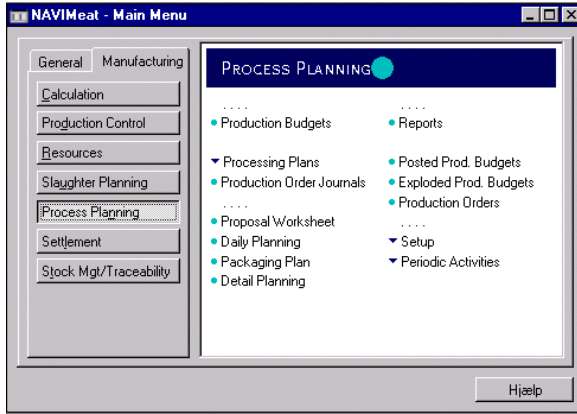 NAVIMeat - Main Menu
General Manufacturing
Calculation
Production Control
Resources
Slaughter Planning
Process Planning
Settlement
Stock Mgt/Traceability
PROCESS PLANNING
. . . .
Production Budgets
Processing Plans
Production Order Journals
. . . .
Proposal Worksheet
Daily Planning
Packaging Plan
Detail Planning
. . . .
Reports
Posted Prod. Budgets
Exploded Prod. Budgets
Production Orders
. . . .
Setup
Periodic Activities
Hjælp